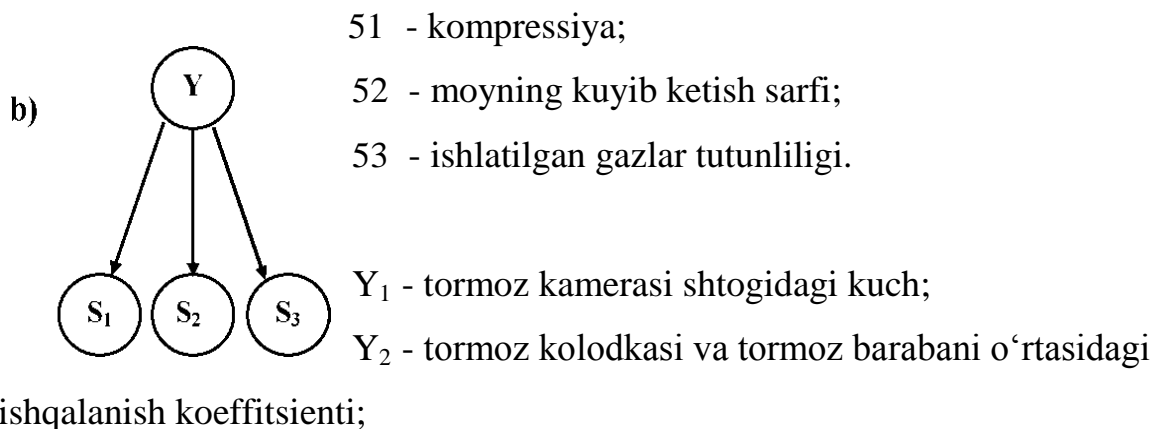 51 - kompressiya;
b)
Y
52 - moyning kuyib ketish sarfi;
53 - ishlatilgan gazlar tutunliligi.
S₁ S₂ S₃
Y₁ - tormoz kamerasi shtogidagi kuch;
Y₂ - tormoz kolodkasi va tormoz barabani o‘rtasidagi
ishqalanish koeffitsienti;